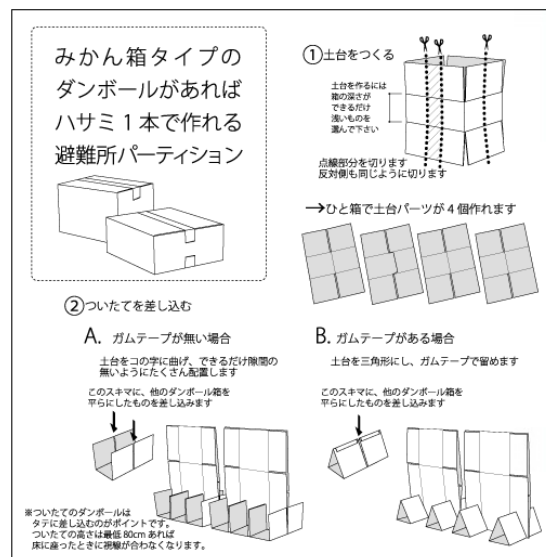 みかん箱タイプの
ダンボールがあれば
ハサミ1本で作れる
避難所パーティション
①土台をつくる
土台を作るには
箱の深さが
できるだけ
浅いものを
選んで下さい
点線部分を切ります
反対側も同じように切ります
→ひと箱で土台パーツが4個作れます
②ついたてを差し込む
A. ガムテープが無い場合
土台をコの字に曲げ、できるだけ隙間の
無いようにたくさん配置します
このスキマに、他のダンボール箱を
平らにしたものを差し込みます
※ついたてのダンボールは
タテに差し込むのがポイントです。
ついたての高さは最低80cmあれば
床に座ったときに視線が合わなくなります。
B. ガムテープがある場合
土台を三角形にし、ガムテープで留めます
このスキマに、他のダンボール箱を
平らにしたものを差し込みます